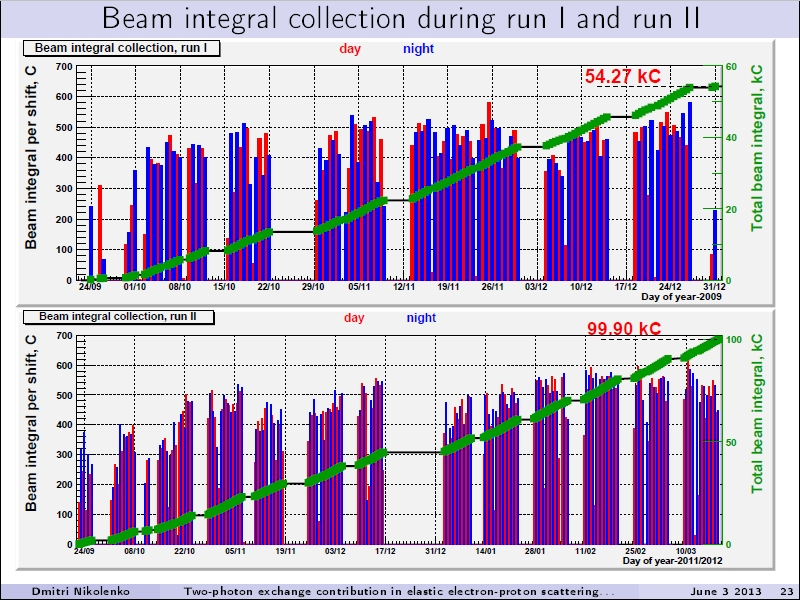 Beam integral collection during run I and run II
Beam integral collection, run I
day night
54.27 kC
Beam integral per shift, C
700
600
500
400
300
200
100
0
Total beam integral, kC
60
40
20
0
24/09 01/10 08/10 15/10 22/10 29/10 05/11 12/11 19/11 26/11 03/12 10/12 17/12 24/12 31/12
Day of year-2009
Beam integral collection, run II
day night
99.90 kC
Beam integral per shift, C
700
600
500
400
300
200
100
0
Total beam integral, kC
100
50
0
24/09 08/10 22/10 05/11 19/11 03/12 17/12 31/12 14/01 28/01 11/02 25/02 10/03
Day of year-2011/2012
Dmitri Nikolenko Two-photon exchange contribution in elastic electron-proton scattering... June 3 2013 23